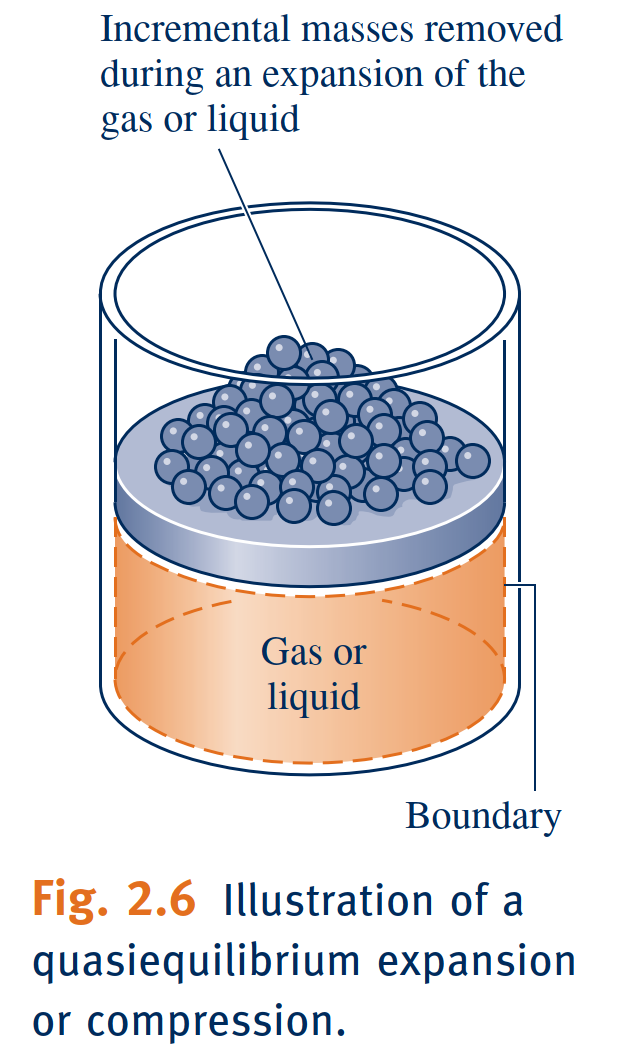 Incremental masses removed
during an expansion of the
gas or liquid
Gas or
liquid
Boundary
Fig. 2.6 Illustration of a
quasiequilibrium expansion
or compression.